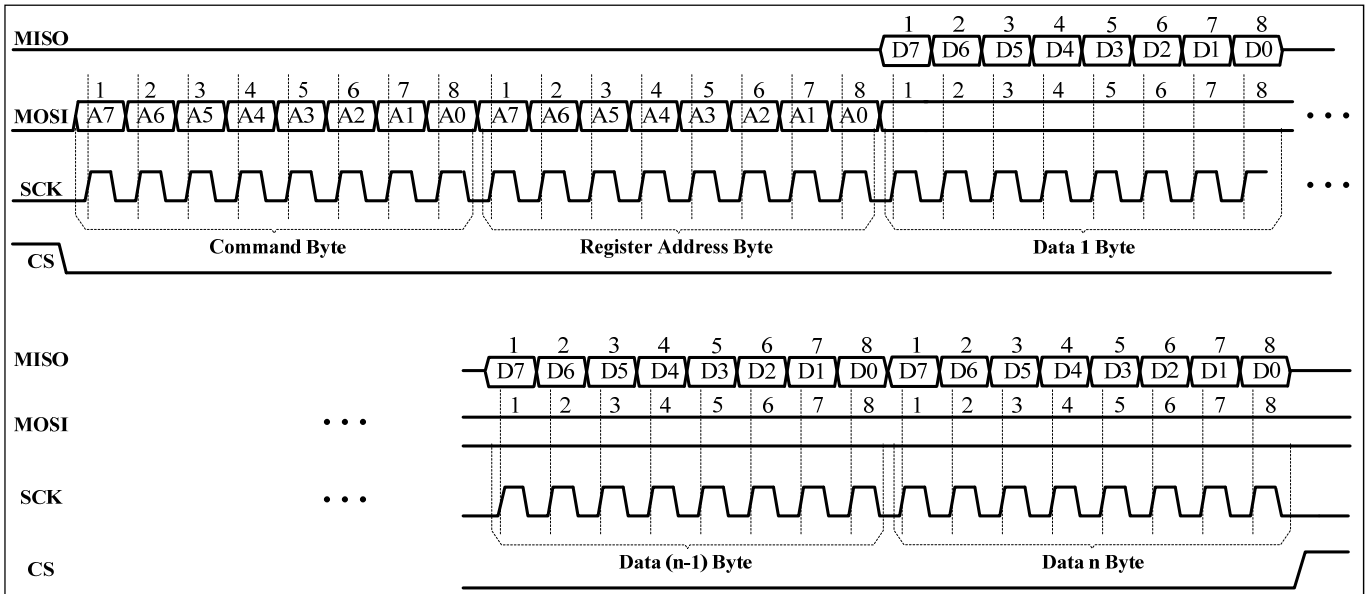 1 2 3 4 5 6 7 8
MISO
D7 D6 D5 D4 D3 D2 D1 D0
1 2 3 4 5 6 7 8 1 2 3 4 5 6 7 8
MOSI A7 A6 A5 A4 A3 A2 A1 A0 A7 A6 A5 A4 A3 A2 A1 A0 1 2 3 4 5 6 7 8 • • •
SCK • • •
Command Byte Register Address Byte Data 1 Byte
CS
1 2 3 4 5 6 7 8 1 2 3 4 5 6 7 8
MISO
D7 D6 D5 D4 D3 D2 D1 D0 D7 D6 D5 D4 D3 D2 D1 D0
1 2 3 4 5 6 7 8 1 2 3 4 5 6 7 8
MOSI • • •
SCK • • •
Data (n-1) Byte Data n Byte
CS